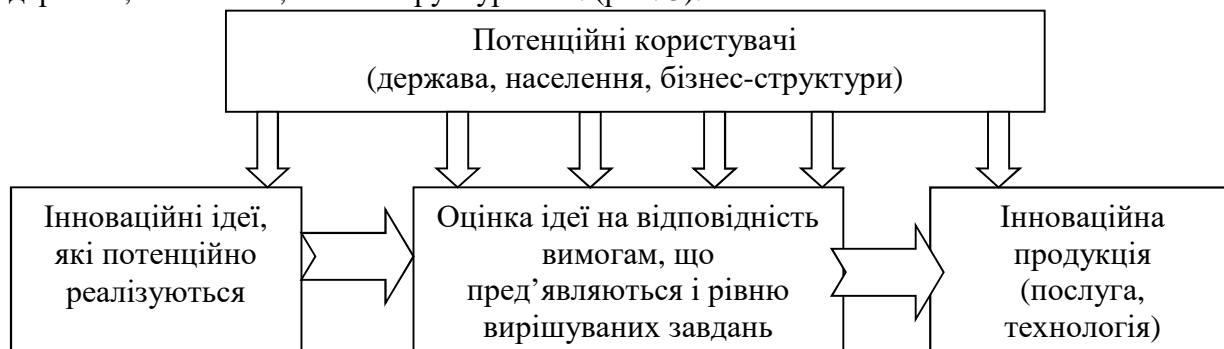 Потенційні користувачі
(держава, населення, бізнес-структури)
Інноваційні ідеї,
які потенційно
реалізуються
Оцінка ідеї на відповідність
вимогам, що
пред’являються і рівню
вирішуваних завдань
Інноваційна
продукція
(послуга,
технологія)